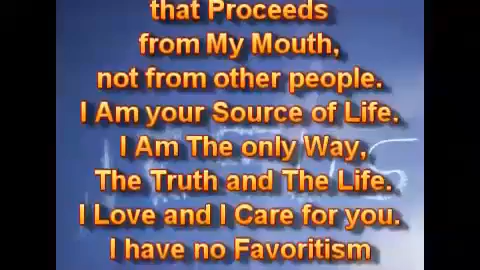 that Proceeds
from My Mouth,
not from other people.
I Am your Source of Life.
I Am The only Way,
The Truth and The Life.
I Love and I Care for you.
I have no Favoritism